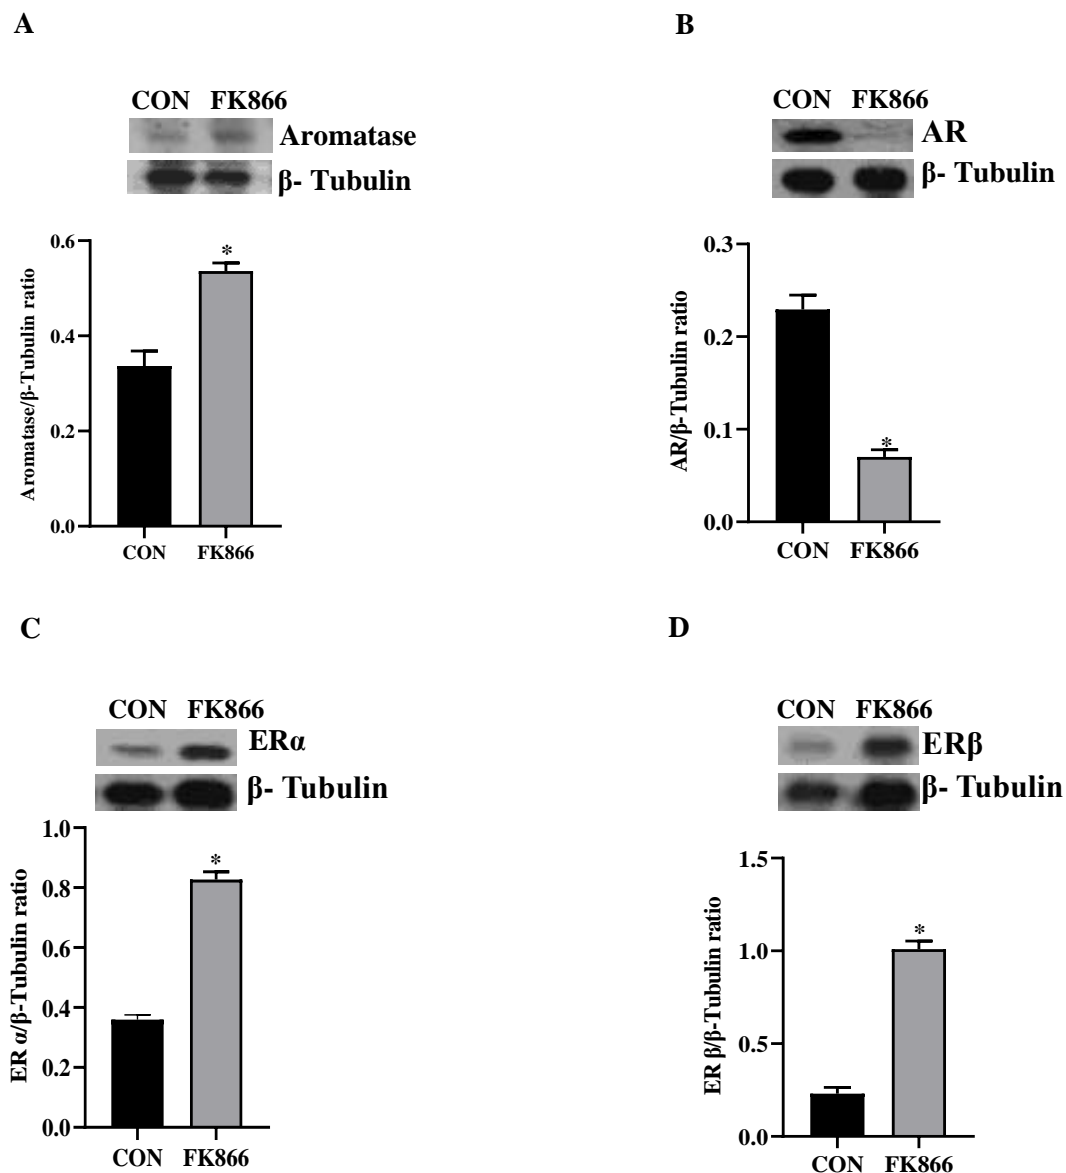 A
CON FK866
Aromatase
β- Tubulin
Aromatase/β-Tubulin ratio
0.6
0.4
0.2
0.0
*
CON FK866
B
CON FK866
AR
β- Tubulin
AR/β-Tubulin ratio
0.3
0.2
0.1
0.0
*
CON FK866
C
CON FK866
ERα
β- Tubulin
ER α/β-Tubulin ratio
1.0
0.8
0.6
0.4
0.2
0.0
*
CON FK866
D
CON FK866
ERβ
β- Tubulin
ER β/β-Tubulin ratio
1.5
1.0
0.5
0.0
*
CON FK866